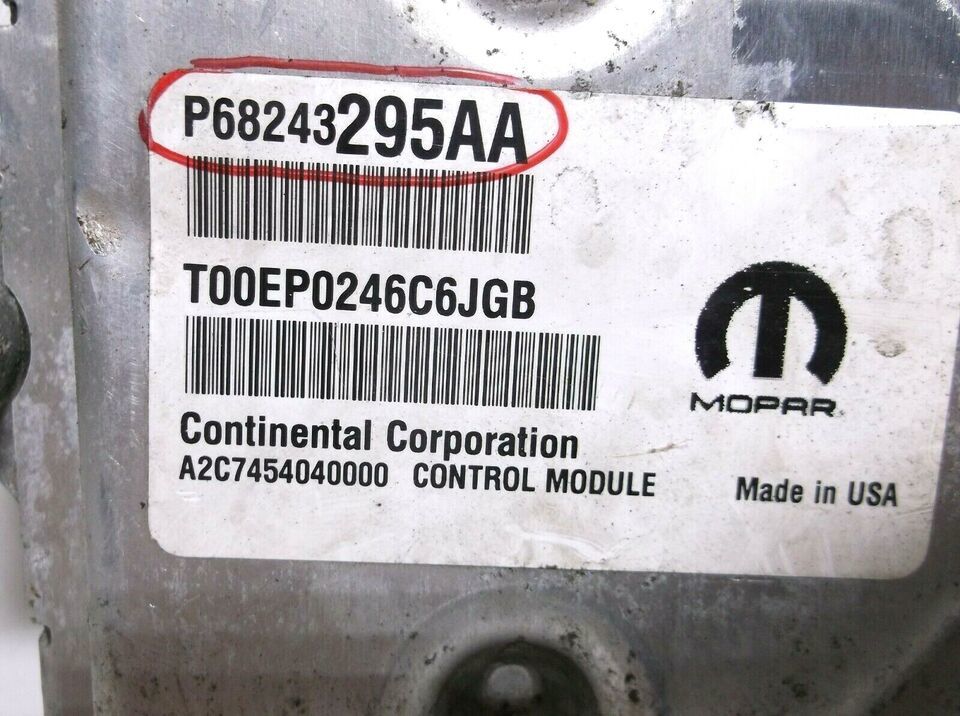 P68243295AA
T00EP0246C6JGB
MOPAR
Continental Corporation
A2C7454040000 CONTROL MODULE
Made in USA